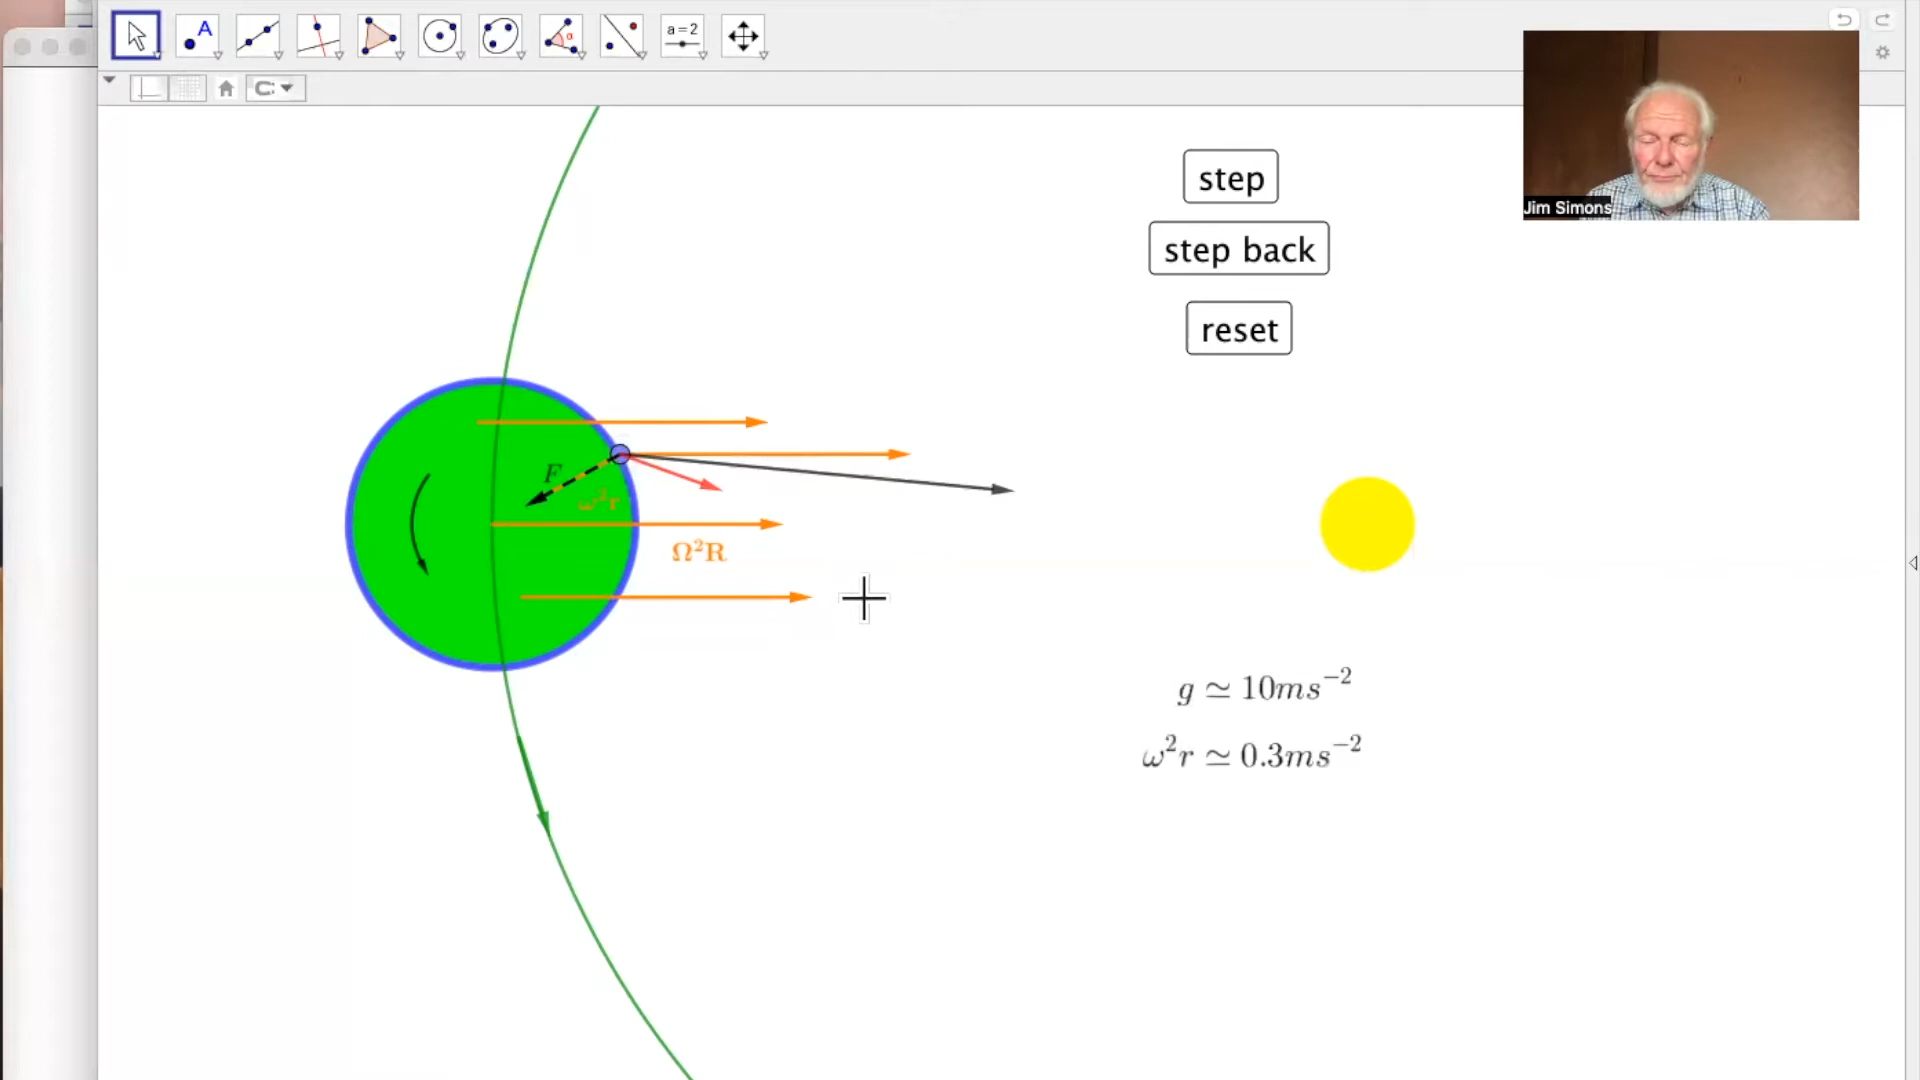 A
α
a = 2
Jim Simons
step
step back
reset
F
ω²r
Ω²R
g ≃ 10ms⁻²
ω²r ≃ 0.3ms⁻²